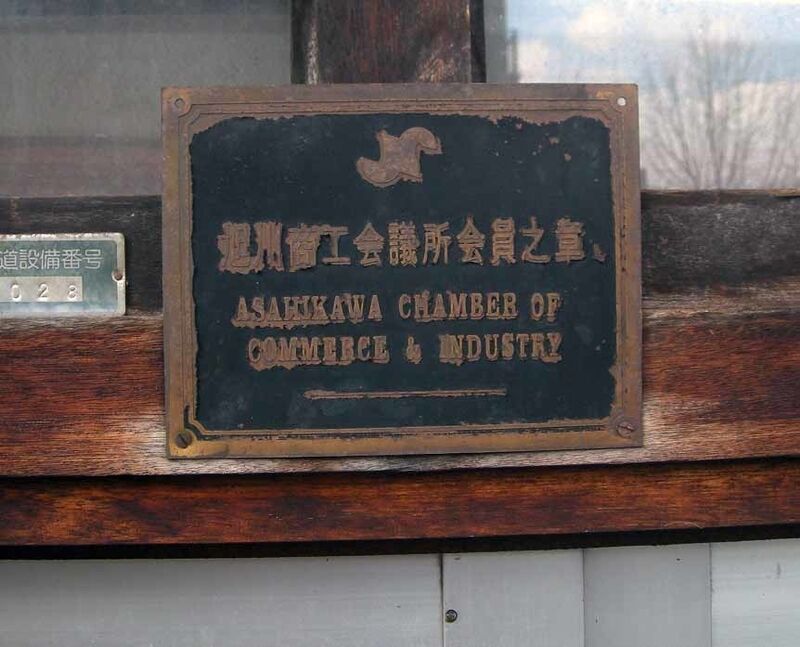 旭川商工会議所会員之章
ASAHIKAWA CHAMBER OF
COMMERCE & INDUSTRY
道設備番号
028